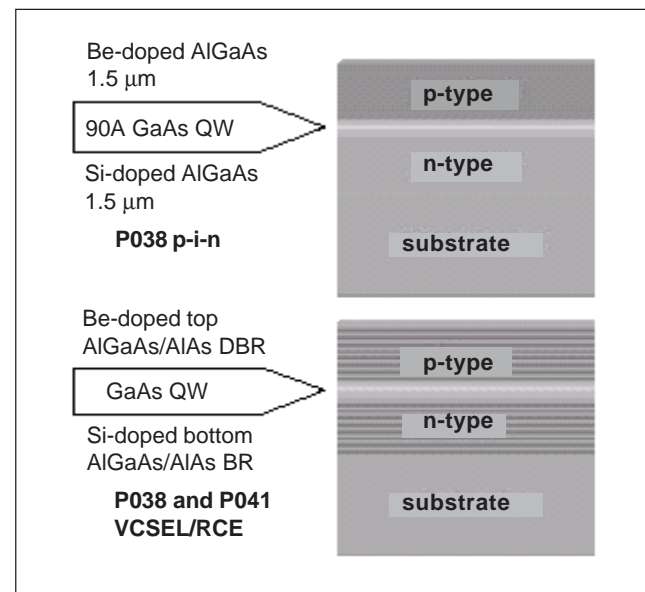 Be-doped AlGaAs
1.5 μm
90A GaAs QW
Si-doped AlGaAs
1.5 μm
P038 p-i-n
p-type
n-type
substrate
Be-doped top
AlGaAs/AlAs DBR
GaAs QW
Si-doped bottom
AlGaAs/AlAs BR
P038 and P041
VCSEL/RCE
p-type
n-type
substrate